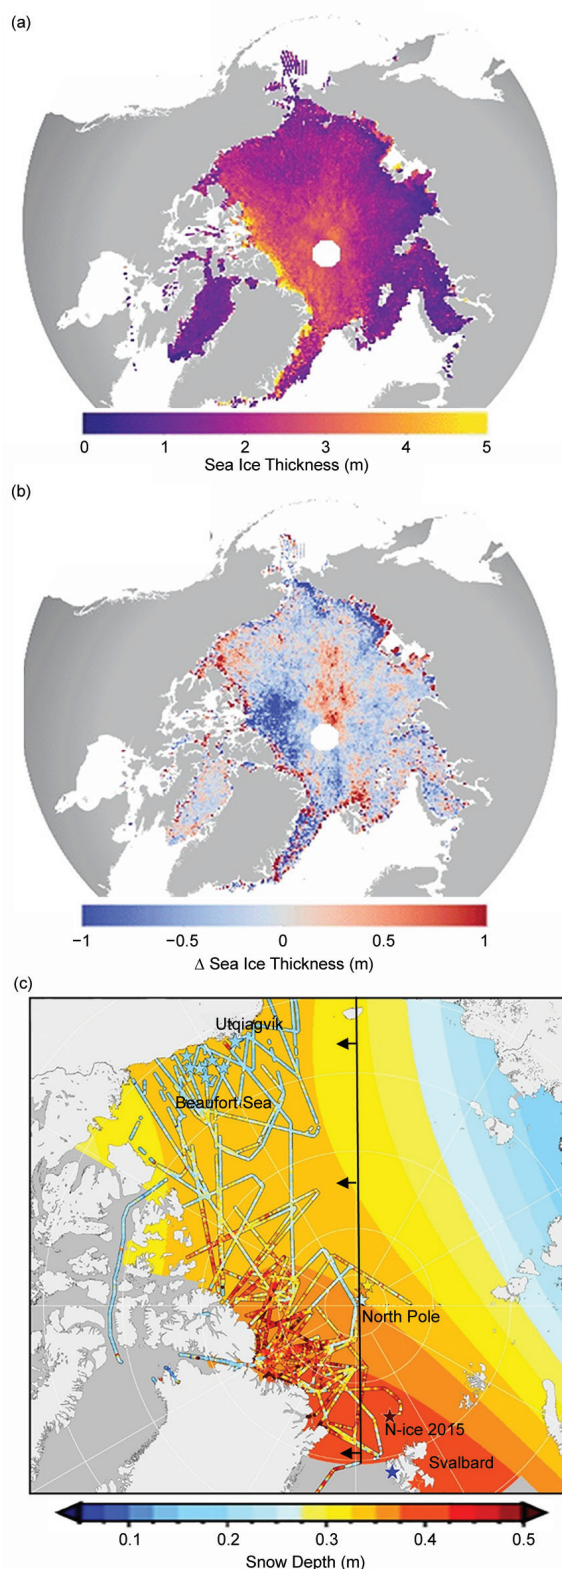 (a)
0 1 2 3 4 5
Sea Ice Thickness (m)
(b)
−1 −0.5 0 0.5 1
Δ Sea Ice Thickness (m)
(c)
Utqiagvik
Beaufort Sea
North Pole
N-ice 2015
Svalbard
0.1 0.2 0.3 0.4 0.5
Snow Depth (m)